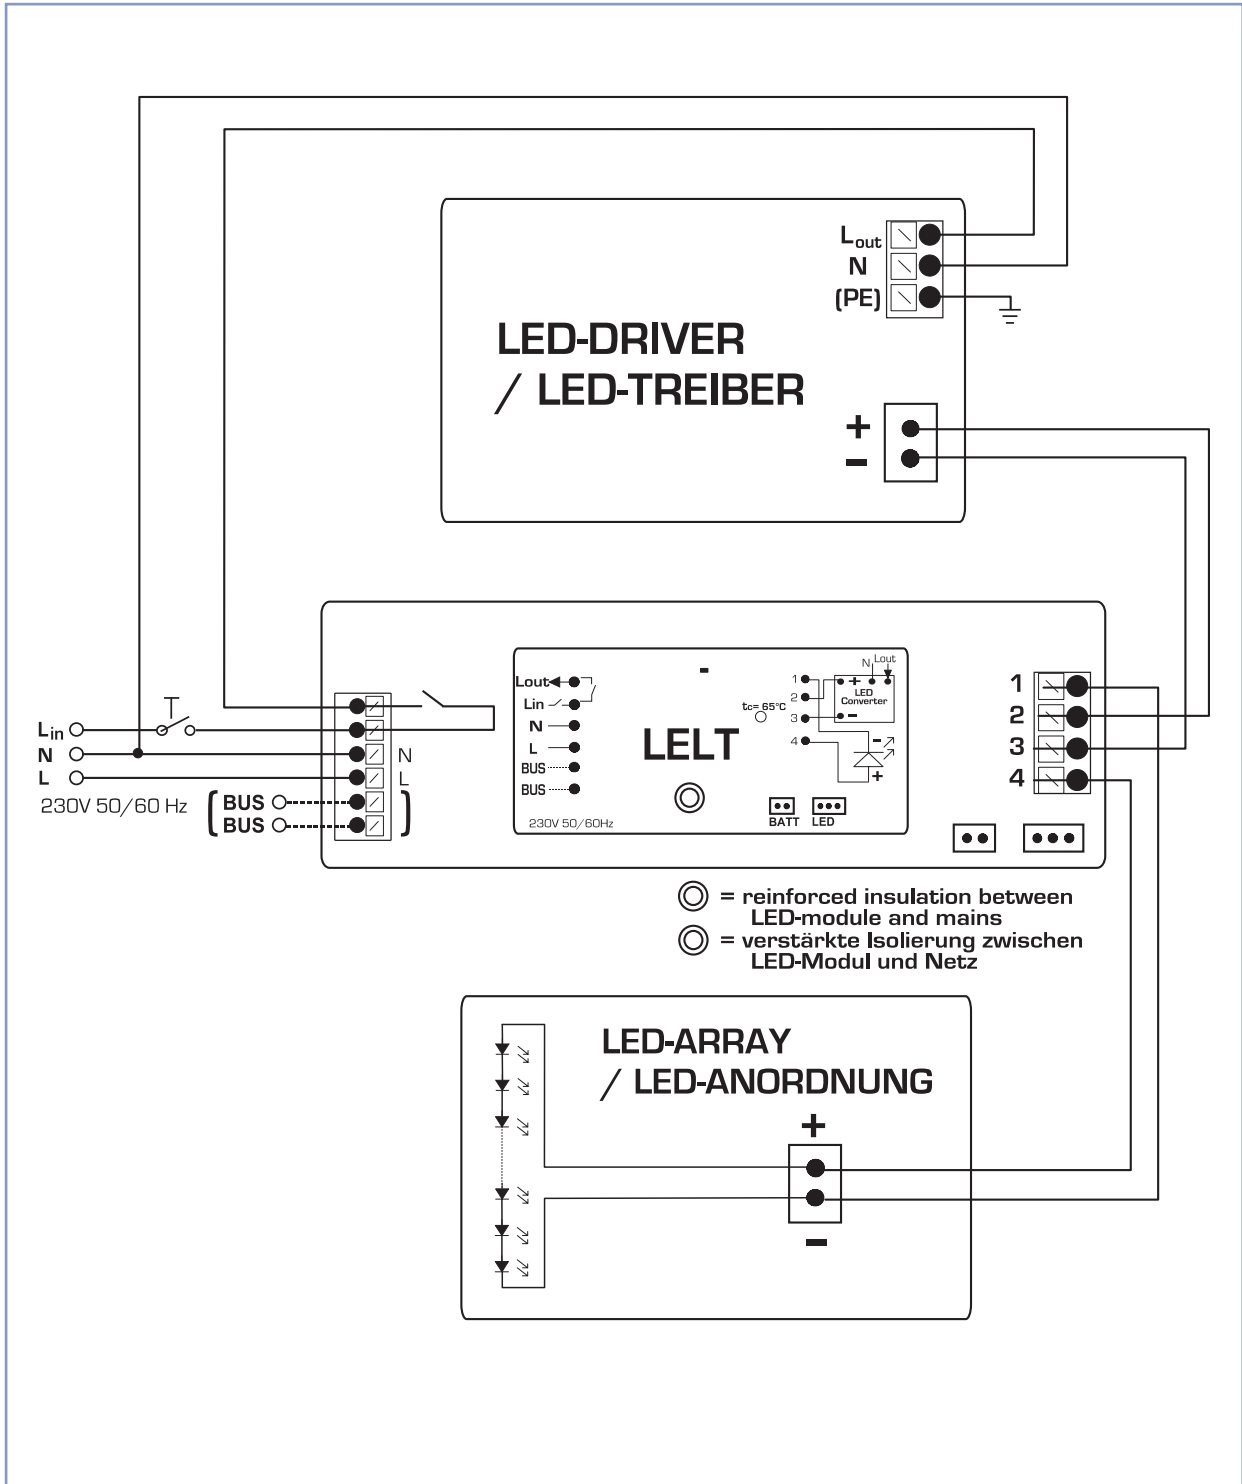 Lout
N
(PE)
LED-DRIVER
/ LED-TREIBER
+
-
Lin
N
L
230V 50/60 Hz
BUS
BUS
N
L
Lout
Lin
N
L
BUS
BUS
230V 50/60Hz
-
LELT
tc= 65°C
1
2
3
4
N
Lout
+
LED
Converter
-
-
+
BATT
LED
1
2
3
4
= reinforced insulation between
LED-module and mains
= verstärkte Isolierung zwischen
LED-Modul und Netz
LED-ARRAY
/ LED-ANORDNUNG
+
-